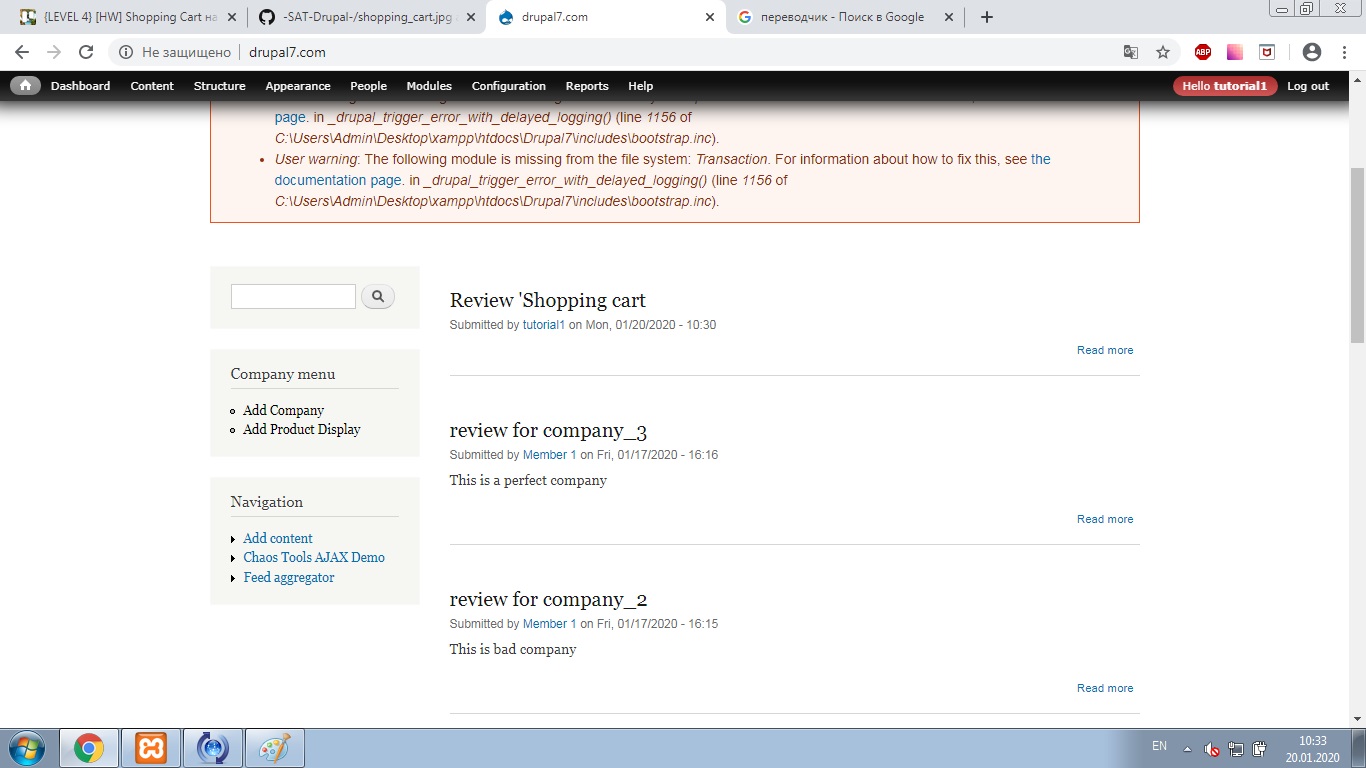 {LEVEL 4} [HW] Shopping Cart на
-SAT-Drupal-/shopping_cart.jpg
drupal7.com
переводчик - Поиск в Google
Не защищено
drupal7.com
ABP
Dashboard
Content
Structure
Appearance
People
Modules
Configuration
Reports
Help
Hello tutorial1
Log out
page. in _drupal_trigger_error_with_delayed_logging() (line 1156 of
C:\Users\Admin\Desktop\xampp\htdocs\Drupal7\includes\bootstrap.inc).
User warning: The following module is missing from the file system: Transaction. For information about how to fix this, see the
documentation page. in _drupal_trigger_error_with_delayed_logging() (line 1156 of
C:\Users\Admin\Desktop\xampp\htdocs\Drupal7\includes\bootstrap.inc).
Company menu
Add Company
Add Product Display
Navigation
Add content
Chaos Tools AJAX Demo
Feed aggregator
Review 'Shopping cart
Submitted by tutorial1 on Mon, 01/20/2020 - 10:30
Read more
review for company_3
Submitted by Member 1 on Fri, 01/17/2020 - 16:16
This is a perfect company
Read more
review for company_2
Submitted by Member 1 on Fri, 01/17/2020 - 16:15
This is bad company
Read more
EN
10:33
20.01.2020